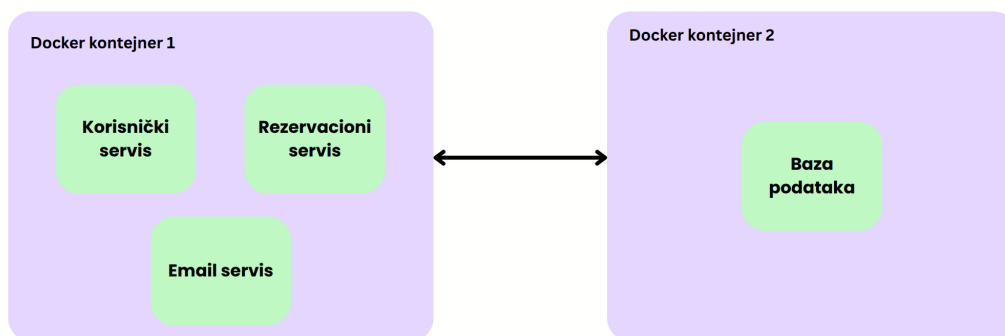 Docker kontejner 1
Korisnički
servis
Rezervacioni
servis
Email servis
Docker kontejner 2
Baza
podataka